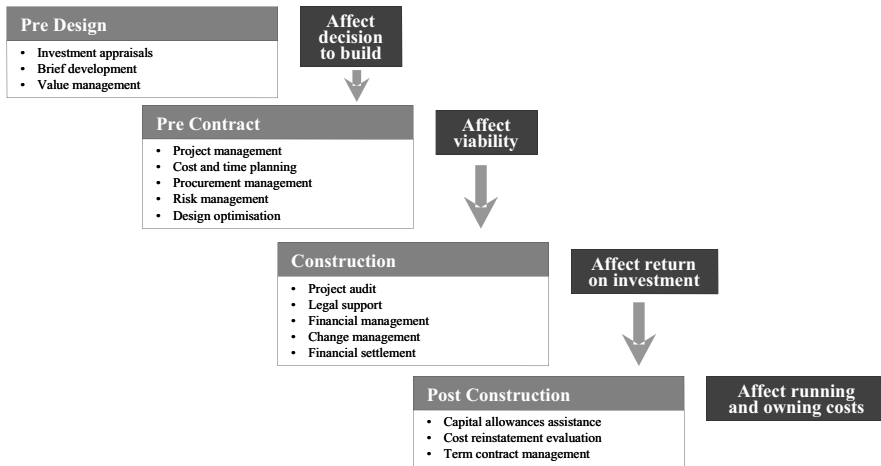 Pre Design
• Investment appraisals
• Brief development
• Value management
Affect
decision
to build
Pre Contract
• Project management
• Cost and time planning
• Procurement management
• Risk management
• Design optimisation
Affect
viability
Construction
• Project audit
• Legal support
• Financial management
• Change management
• Financial settlement
Affect return
on investment
Post Construction
• Capital allowances assistance
• Cost reinstatement evaluation
• Term contract management
Affect running
and owning costs